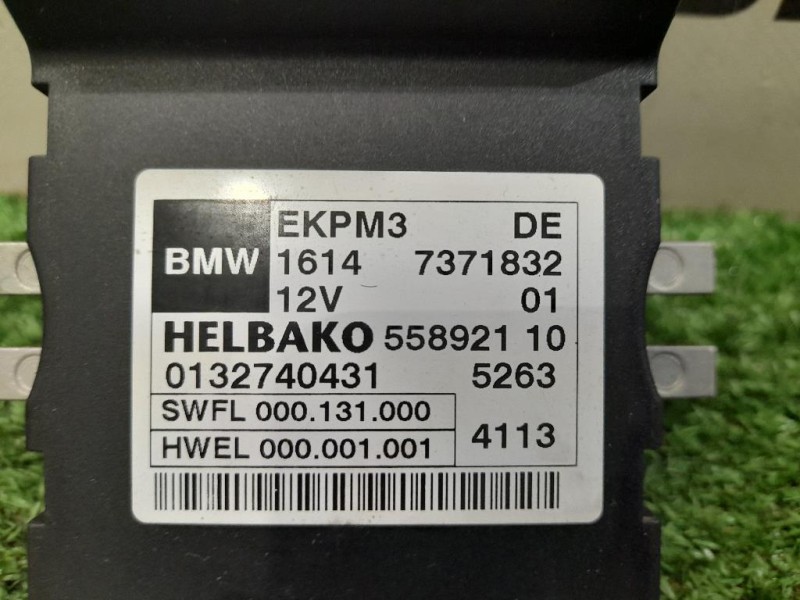 EKPM3 DE
BMW 1614 7371832
12V 01
HELBAKO 558921 10
0132740431 5263
SWFL 000.131.000
HWEL 000.001.001 4113